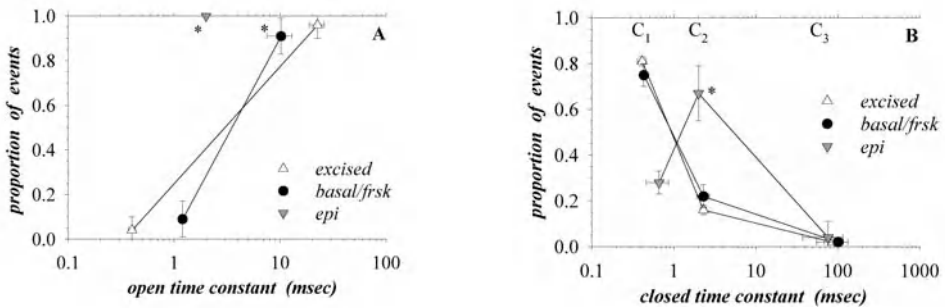 1.0
0.8
0.6
0.4
0.2
0.0
proportion of events
* *
A
excised
basal/frsk
epi
0.1 1 10 100
open time constant (msec)
1.0
0.8
0.6
0.4
0.2
0.0
proportion of events
C1 C2 C3
B
*
excised
basal/frsk
epi
0.1 1 10 100 1000
closed time constant (msec)